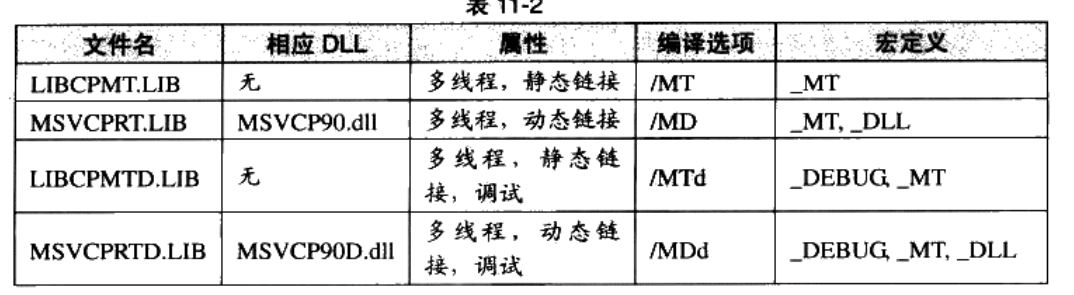 表 11-2
文件名 相应 DLL 属性 编译选项 宏定义
LIBCPMT.LIB 无 多线程，静态链接 /MT _MT
MSVCPRT.LIB MSVCP90.dll 多线程，动态链接 /MD _MT, _DLL
LIBCPMTD.LIB 无 多线程，静态链接，调试 /MTd _DEBUG, _MT
MSVCPRTD.LIB MSVCP90D.dll 多线程，动态链接，调试 /MDd _DEBUG, _MT, _DLL